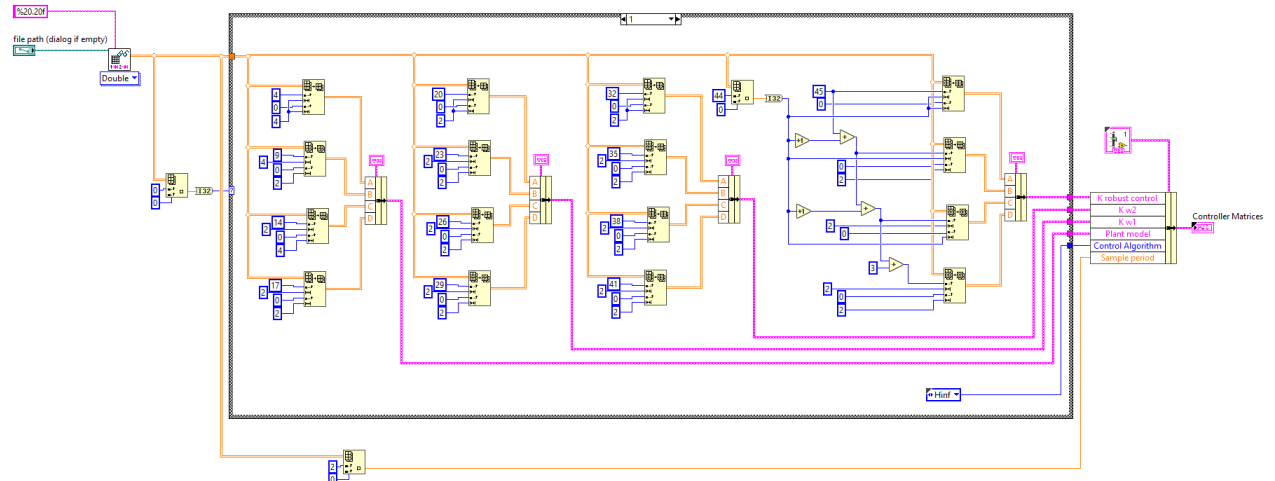 %20.20f
file path (dialog if empty)
Double
I32
0
0
1
4
0
4
9
4
0
2
14
2
0
4
17
2
0
2
A
B
C
D
20
0
2
23
2
0
2
26
2
0
2
29
2
0
2
A
B
C
D
32
0
2
35
2
0
2
38
2
0
2
41
2
0
2
A
B
C
D
44
0
I32
45
0
+1
+
0
2
+1
+
2
0
3
+
2
0
2
A
B
C
D
Hinf
1
K robust control
K w2
K w1
Plant model
Control Algorithm
Sample period
Controller Matrices
2
0